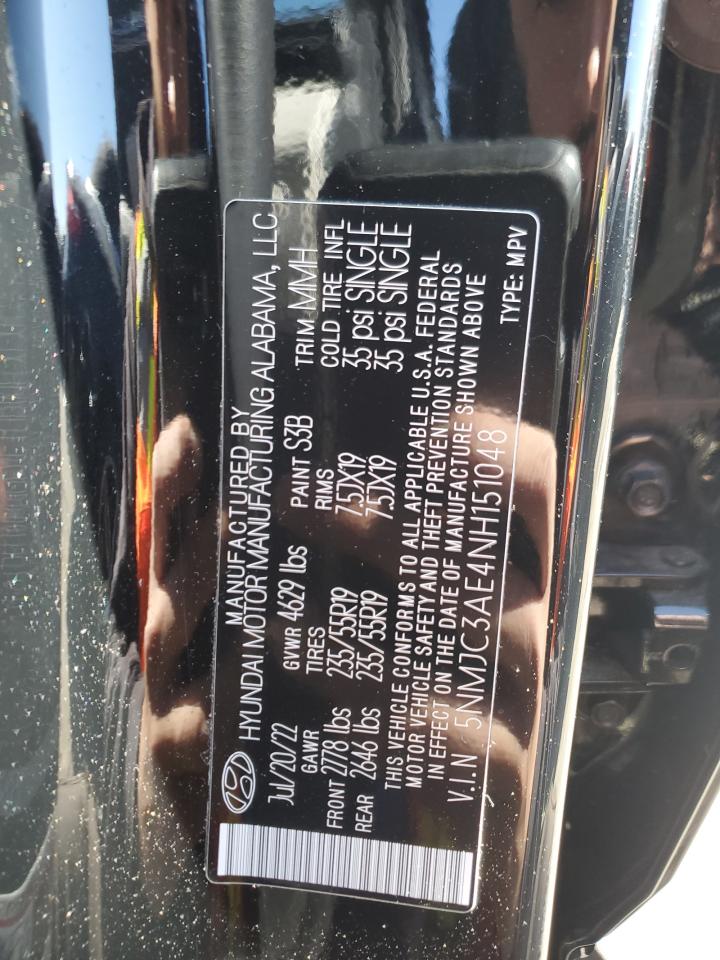 MANUFACTURED BY
HYUNDAI MOTOR MANUFACTURING ALABAMA, LLC
Jul/20/22 GVWR 4629 lbs PAINT S3B TRIM MMH
GAWR TIRES RIMS COLD TIRE INFL
FRONT 2778 lbs 235/55R19 7.5JX19 35 psi SINGLE
REAR 2646 lbs 235/55R19 7.5JX19 35 psi SINGLE
THIS VEHICLE CONFORMS TO ALL APPLICABLE U.S.A. FEDERAL
MOTOR VEHICLE SAFETY AND THEFT PREVENTION STANDARDS
IN EFFECT ON THE DATE OF MANUFACTURE SHOWN ABOVE
V.I.N 5NMJC3AE4NH151048
TYPE: MPV